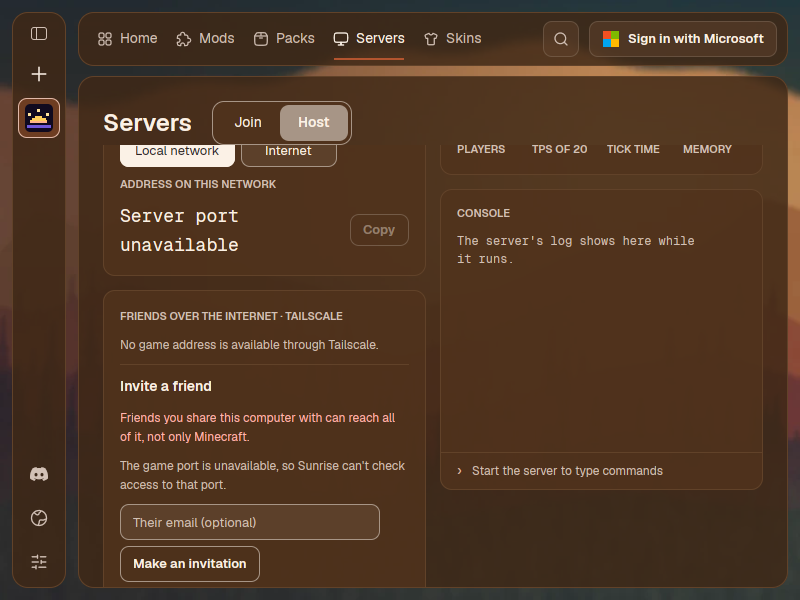 Home
Mods
Packs
Servers
Skins
Sign in with Microsoft
Servers
Join
Host
Local network
Internet
ADDRESS ON THIS NETWORK
Server port
unavailable
Copy
FRIENDS OVER THE INTERNET · TAILSCALE
No game address is available through Tailscale.
Invite a friend
Friends you share this computer with can reach all
of it, not only Minecraft.
The game port is unavailable, so Sunrise can't check
access to that port.
Their email (optional)
Make an invitation
PLAYERS
TPS OF 20
TICK TIME
MEMORY
CONSOLE
The server's log shows here while
it runs.
› Start the server to type commands